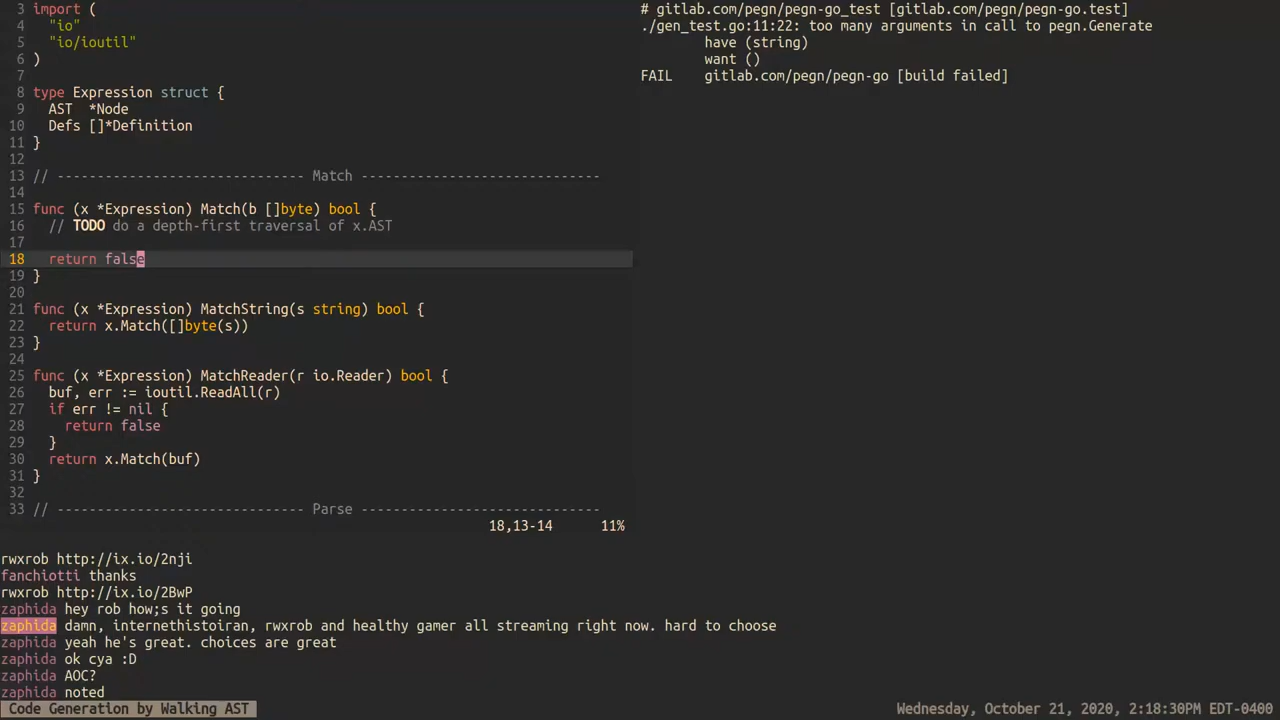 3 import (
4 "io"
5 "io/ioutil"
6 )
7
8 type Expression struct {
9 AST *Node
10 Defs []*Definition
11 }
12
13 // ------------------------------- Match ------------------------------
14
15 func (x *Expression) Match(b []byte) bool {
16 // TODO do a depth-first traversal of x.AST
17
18 return false
19 }
20
21 func (x *Expression) MatchString(s string) bool {
22 return x.Match([]byte(s))
23 }
24
25 func (x *Expression) MatchReader(r io.Reader) bool {
26 buf, err := ioutil.ReadAll(r)
27 if err != nil {
28 return false
29 }
30 return x.Match(buf)
31 }
32
33 // ------------------------------- Parse ------------------------------
18,13-14 11%
# gitlab.com/pegn/pegn-go_test [gitlab.com/pegn/pegn-go.test]
./gen_test.go:11:22: too many arguments in call to pegn.Generate
have (string)
want ()
FAIL gitlab.com/pegn/pegn-go [build failed]
rwxrob http://ix.io/2nji
fanchiotti thanks
rwxrob http://ix.io/2BwP
zaphida hey rob how;s it going
zaphida damn, internethistoiran, rwxrob and healthy gamer all streaming right now. hard to choose
zaphida yeah he's great. choices are great
zaphida ok cya :D
zaphida AOC?
zaphida noted
Code Generation by Walking AST
Wednesday, October 21, 2020, 2:18:30PM EDT-0400